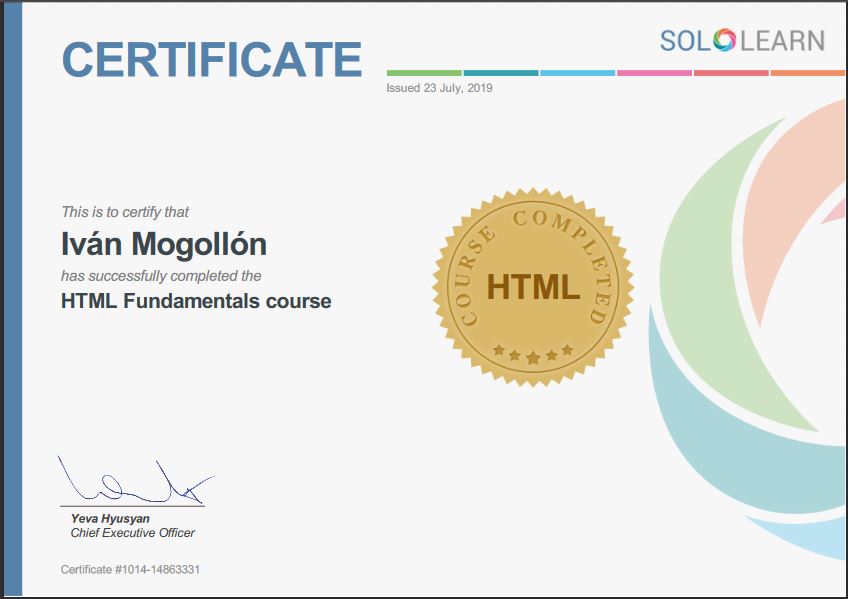 CERTIFICATE
SOLOLEARN
Issued 23 July, 2019
This is to certify that
Iván Mogollón
has successfully completed the
HTML Fundamentals course
COURSE COMPLETED
HTML
Yeva Hyusyan
Chief Executive Officer
Certificate #1014-14863331